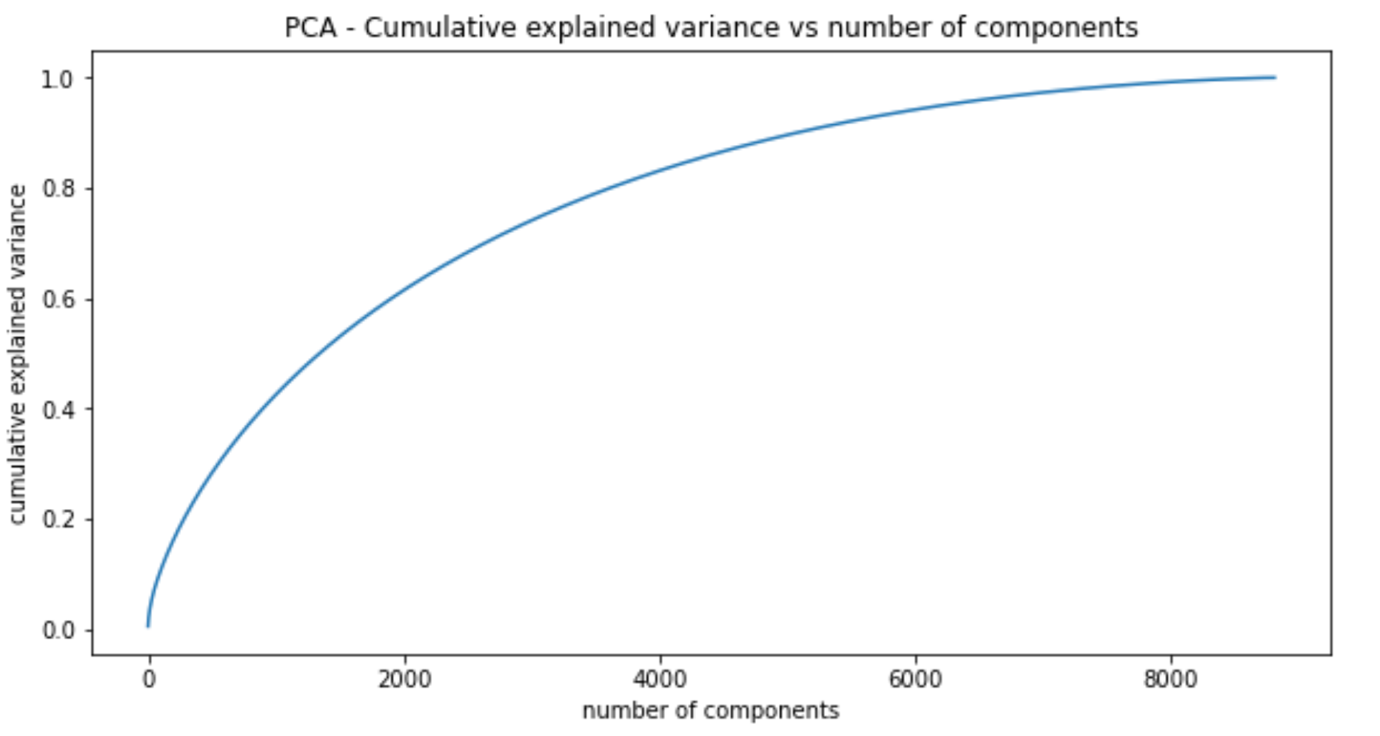 PCA - Cumulative explained variance vs number of components
1.0
0.8
0.6
0.4
0.2
0.0
cumulative explained variance
0 2000 4000 6000 8000
number of components